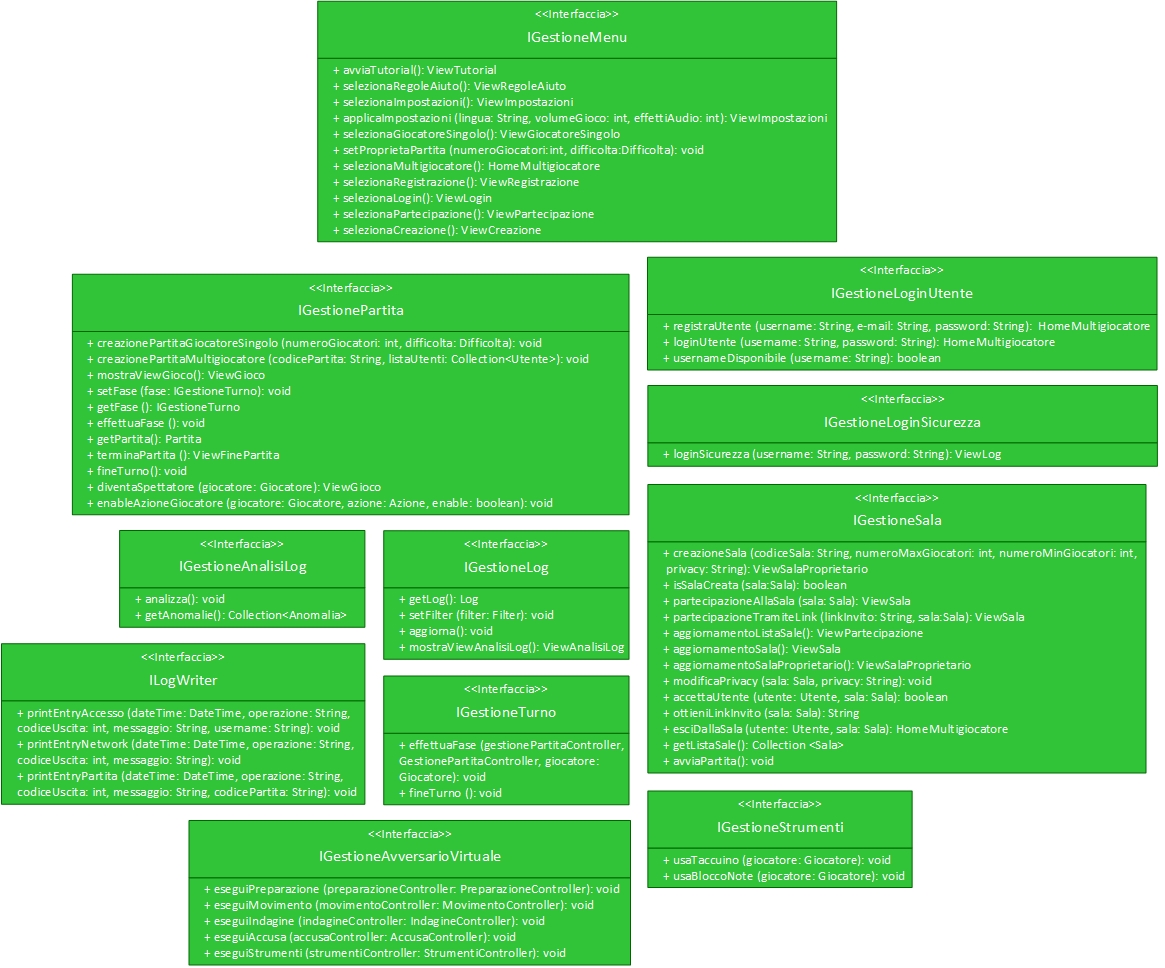 <<Interfaccia>>
IGestioneMenu
+ avviaTutorial(): ViewTutorial
+ selezionaRegoleAiuto(): ViewRegoleAiuto
+ selezionaImpostazioni(): ViewImpostazioni
+ applicaImpostazioni (lingua: String, volumeGioco: int, effettiAudio: int): ViewImpostazioni
+ selezionaGiocatoreSingolo(): ViewGiocatoreSingolo
+ setProprietaPartita (numeroGiocatori:int, difficolta:Difficolta): void
+ selezionaMultigiocatore(): HomeMultigiocatore
+ selezionaRegistrazione(): ViewRegistrazione
+ selezionaLogin(): ViewLogin
+ selezionaPartecipazione(): ViewPartecipazione
+ selezionaCreazione(): ViewCreazione
<<Interfaccia>>
IGestionePartita
+ creazionePartitaGiocatoreSingolo (numeroGiocatori: int, difficolta: Difficolta): void
+ creazionePartitaMultigiocatore (codicePartita: String, listaUtenti: Collection<Utente>): void
+ mostraViewGioco(): ViewGioco
+ setFase (fase: IGestioneTurno): void
+ getFase (): IGestioneTurno
+ effettuaFase (): void
+ getPartita(): Partita
+ terminaPartita (): ViewFinePartita
+ fineTurno(): void
+ diventaSpettatore (giocatore: Giocatore): ViewGioco
+ enableAzioneGiocatore (giocatore: Giocatore, azione: Azione, enable: boolean): void
<<Interfaccia>>
IGestioneLoginUtente
+ registraUtente (username: String, e-mail: String, password: String):  HomeMultigiocatore
+ loginUtente (username: String, password: String): HomeMultigiocatore
+ usernameDisponibile (username: String): boolean
<<Interfaccia>>
IGestioneLoginSicurezza
+ loginSicurezza (username: String, password: String): ViewLog
<<Interfaccia>>
IGestioneSala
+ creazioneSala (codiceSala: String, numeroMaxGiocatori: int, numeroMinGiocatori: int,
privacy: String): ViewSalaProprietario
+ isSalaCreata (sala:Sala): boolean
+ partecipazioneAllaSala (sala: Sala): ViewSala
+ partecipazioneTramiteLink (linkInvito: String, sala:Sala): ViewSala
+ aggiornamentoListaSale(): ViewPartecipazione
+ aggiornamentoSala(): ViewSala
+ aggiornamentoSalaProprietario(): ViewSalaProprietario
+ modificaPrivacy (sala: Sala, privacy: String): void
+ accettaUtente (utente: Utente, sala: Sala): boolean
+ ottieniLinkInvito (sala: Sala): String
+ esciDallaSala (utente: Utente, sala: Sala): HomeMultigiocatore
+ getListaSale(): Collection <Sala>
+ avviaPartita(): void
<<Interfaccia>>
IGestioneAnalisiLog
+ analizza(): void
+ getAnomalie(): Collection<Anomalia>
<<Interfaccia>>
IGestioneLog
+ getLog(): Log
+ setFilter (filter: Filter): void
+ aggiorna(): void
+ mostraViewAnalisiLog(): ViewAnalisiLog
<<Interfaccia>>
ILogWriter
+ printEntryAccesso (dateTime: DateTime, operazione: String,
codiceUscita: int, messaggio: String, username: String): void
+ printEntryNetwork (dateTime: DateTime, operazione: String,
codiceUscita: int, messaggio: String): void
+ printEntryPartita (dateTime: DateTime, operazione: String,
codiceUscita: int, messaggio: String, codicePartita: String): void
<<Interfaccia>>
IGestioneTurno
+ effettuaFase (gestionePartitaController,
GestionePartitaController, giocatore:
Giocatore): void
+ fineTurno (): void
<<Interfaccia>>
IGestioneStrumenti
+ usaTaccuino (giocatore: Giocatore): void
+ usaBloccoNote (giocatore: Giocatore): void
<<Interfaccia>>
IGestioneAvversarioVirtuale
+ eseguiPreparazione (preparazioneController: PreparazioneController): void
+ eseguiMovimento (movimentoController: MovimentoController): void
+ eseguiIndagine (indagineController: IndagineController): void
+ eseguiAccusa (accusaController: AccusaController): void
+ eseguiStrumenti (strumentiController: StrumentiController): void